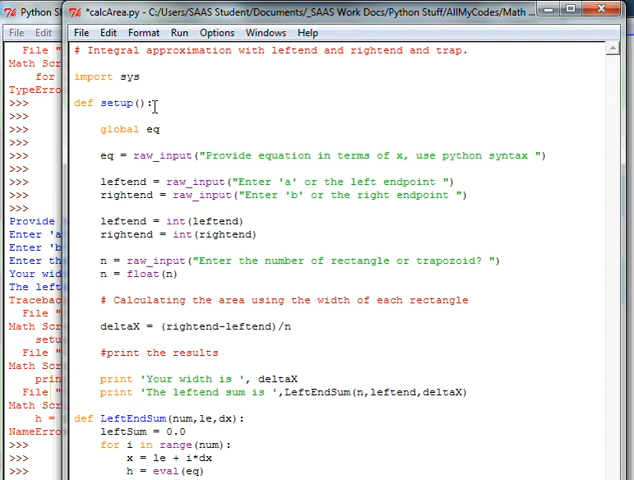 Python Sh
*calcArea.py - C:/Users/SAAS Student/Documents/_SAAS Work Docs/Python Stuff/AllMyCodes/Math ...
File Edit
File Edit Format Run Options Windows Help
File "
Math Scr
for
TypeErro
>>>
>>>
>>>
>>>
>>>
>>>
>>>
>>>
>>>
Provide
Enter 'a
Enter 'b
Enter the
Your wid
The left
Traceback
File "
Math Scr
setu
File "
Math Scr
prin
File "
Math Scr
h =
NameErro
>>>
>>>
>>>
# Integral approximation with leftend and rightend and trap.
import sys
def setup():
global eq
eq = raw_input("Provide equation in terms of x, use python syntax ")
leftend = raw_input("Enter 'a' or the left endpoint ")
rightend = raw_input("Enter 'b' or the right endpoint ")
leftend = int(leftend)
rightend = int(rightend)
n = raw_input("Enter the number of rectangle or trapozoid? ")
n = float(n)
# Calculating the area using the width of each rectangle
deltaX = (rightend-leftend)/n
#print the results
print 'Your width is ', deltaX
print 'The leftend sum is ',LeftEndSum(n,leftend,deltaX)
def LeftEndSum(num,le,dx):
leftSum = 0.0
for i in range(num):
x = le + i*dx
h = eval(eq)